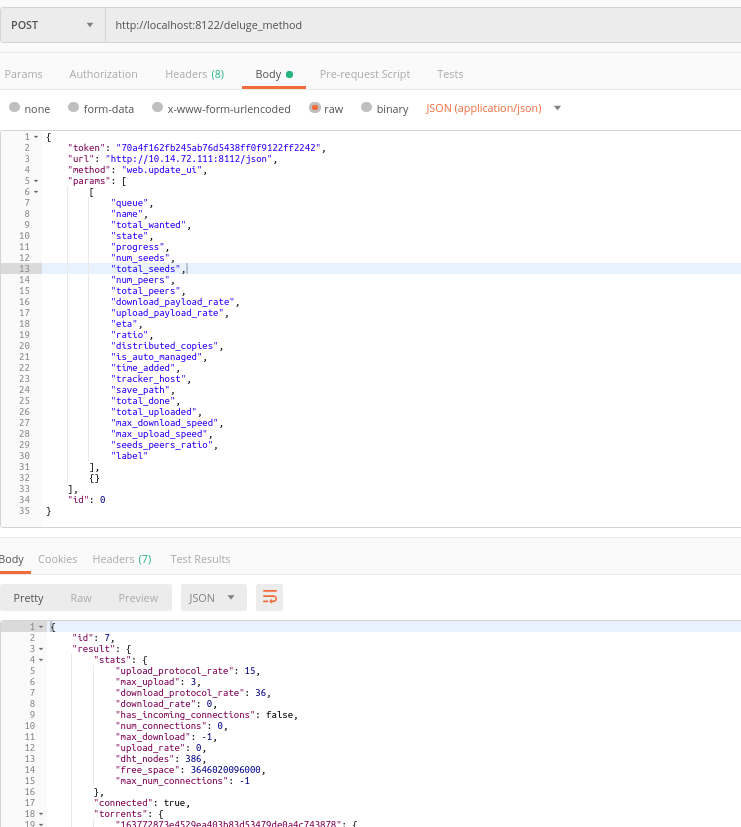 POST http://localhost:8122/deluge_method
Params Authorization Headers (8) Body Pre-request Script Tests
none form-data x-www-form-urlencoded raw binary JSON (application/json)
1 {
2 "token": "70a4f162fb245ab76d5438ff0f9122ff2242",
3 "url": "http://10.14.72.111:8112/json",
4 "method": "web.update_ui",
5 "params": [
6 [
7 "queue",
8 "name",
9 "total_wanted",
10 "state",
11 "progress",
12 "num_seeds",
13 "total_seeds",
14 "num_peers",
15 "total_peers",
16 "download_payload_rate",
17 "upload_payload_rate",
18 "eta",
19 "ratio",
20 "distributed_copies",
21 "is_auto_managed",
22 "time_added",
23 "tracker_host",
24 "save_path",
25 "total_done",
26 "total_uploaded",
27 "max_download_speed",
28 "max_upload_speed",
29 "seeds_peers_ratio",
30 "label"
31 ],
32 {}
33 ],
34 "id": 0
35 }
Body Cookies Headers (7) Test Results
Pretty Raw Preview JSON
1 {
2 "id": 7,
3 "result": {
4 "stats": {
5 "upload_protocol_rate": 15,
6 "max_upload": 3,
7 "download_protocol_rate": 36,
8 "download_rate": 0,
9 "has_incoming_connections": false,
10 "num_connections": 0,
11 "max_download": -1,
12 "upload_rate": 0,
13 "dht_nodes": 386,
14 "free_space": 3646020096000,
15 "max_num_connections": -1
16 },
17 "connected": true,
18 "torrents": {
19 "163772873e4529ea403b83d53479de0a4c743878": {